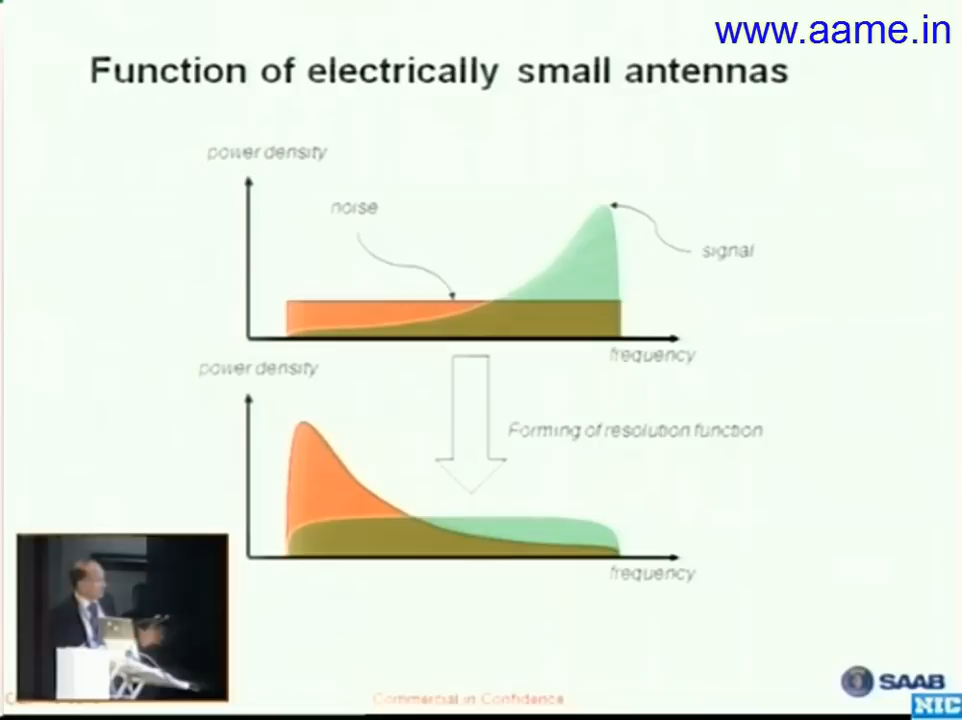 www.aame.in
Function of electrically small antennas
power density
noise
signal
frequency
power density
Forming of resolution function
frequency
Commercial in Confidence
SAAB
NIC